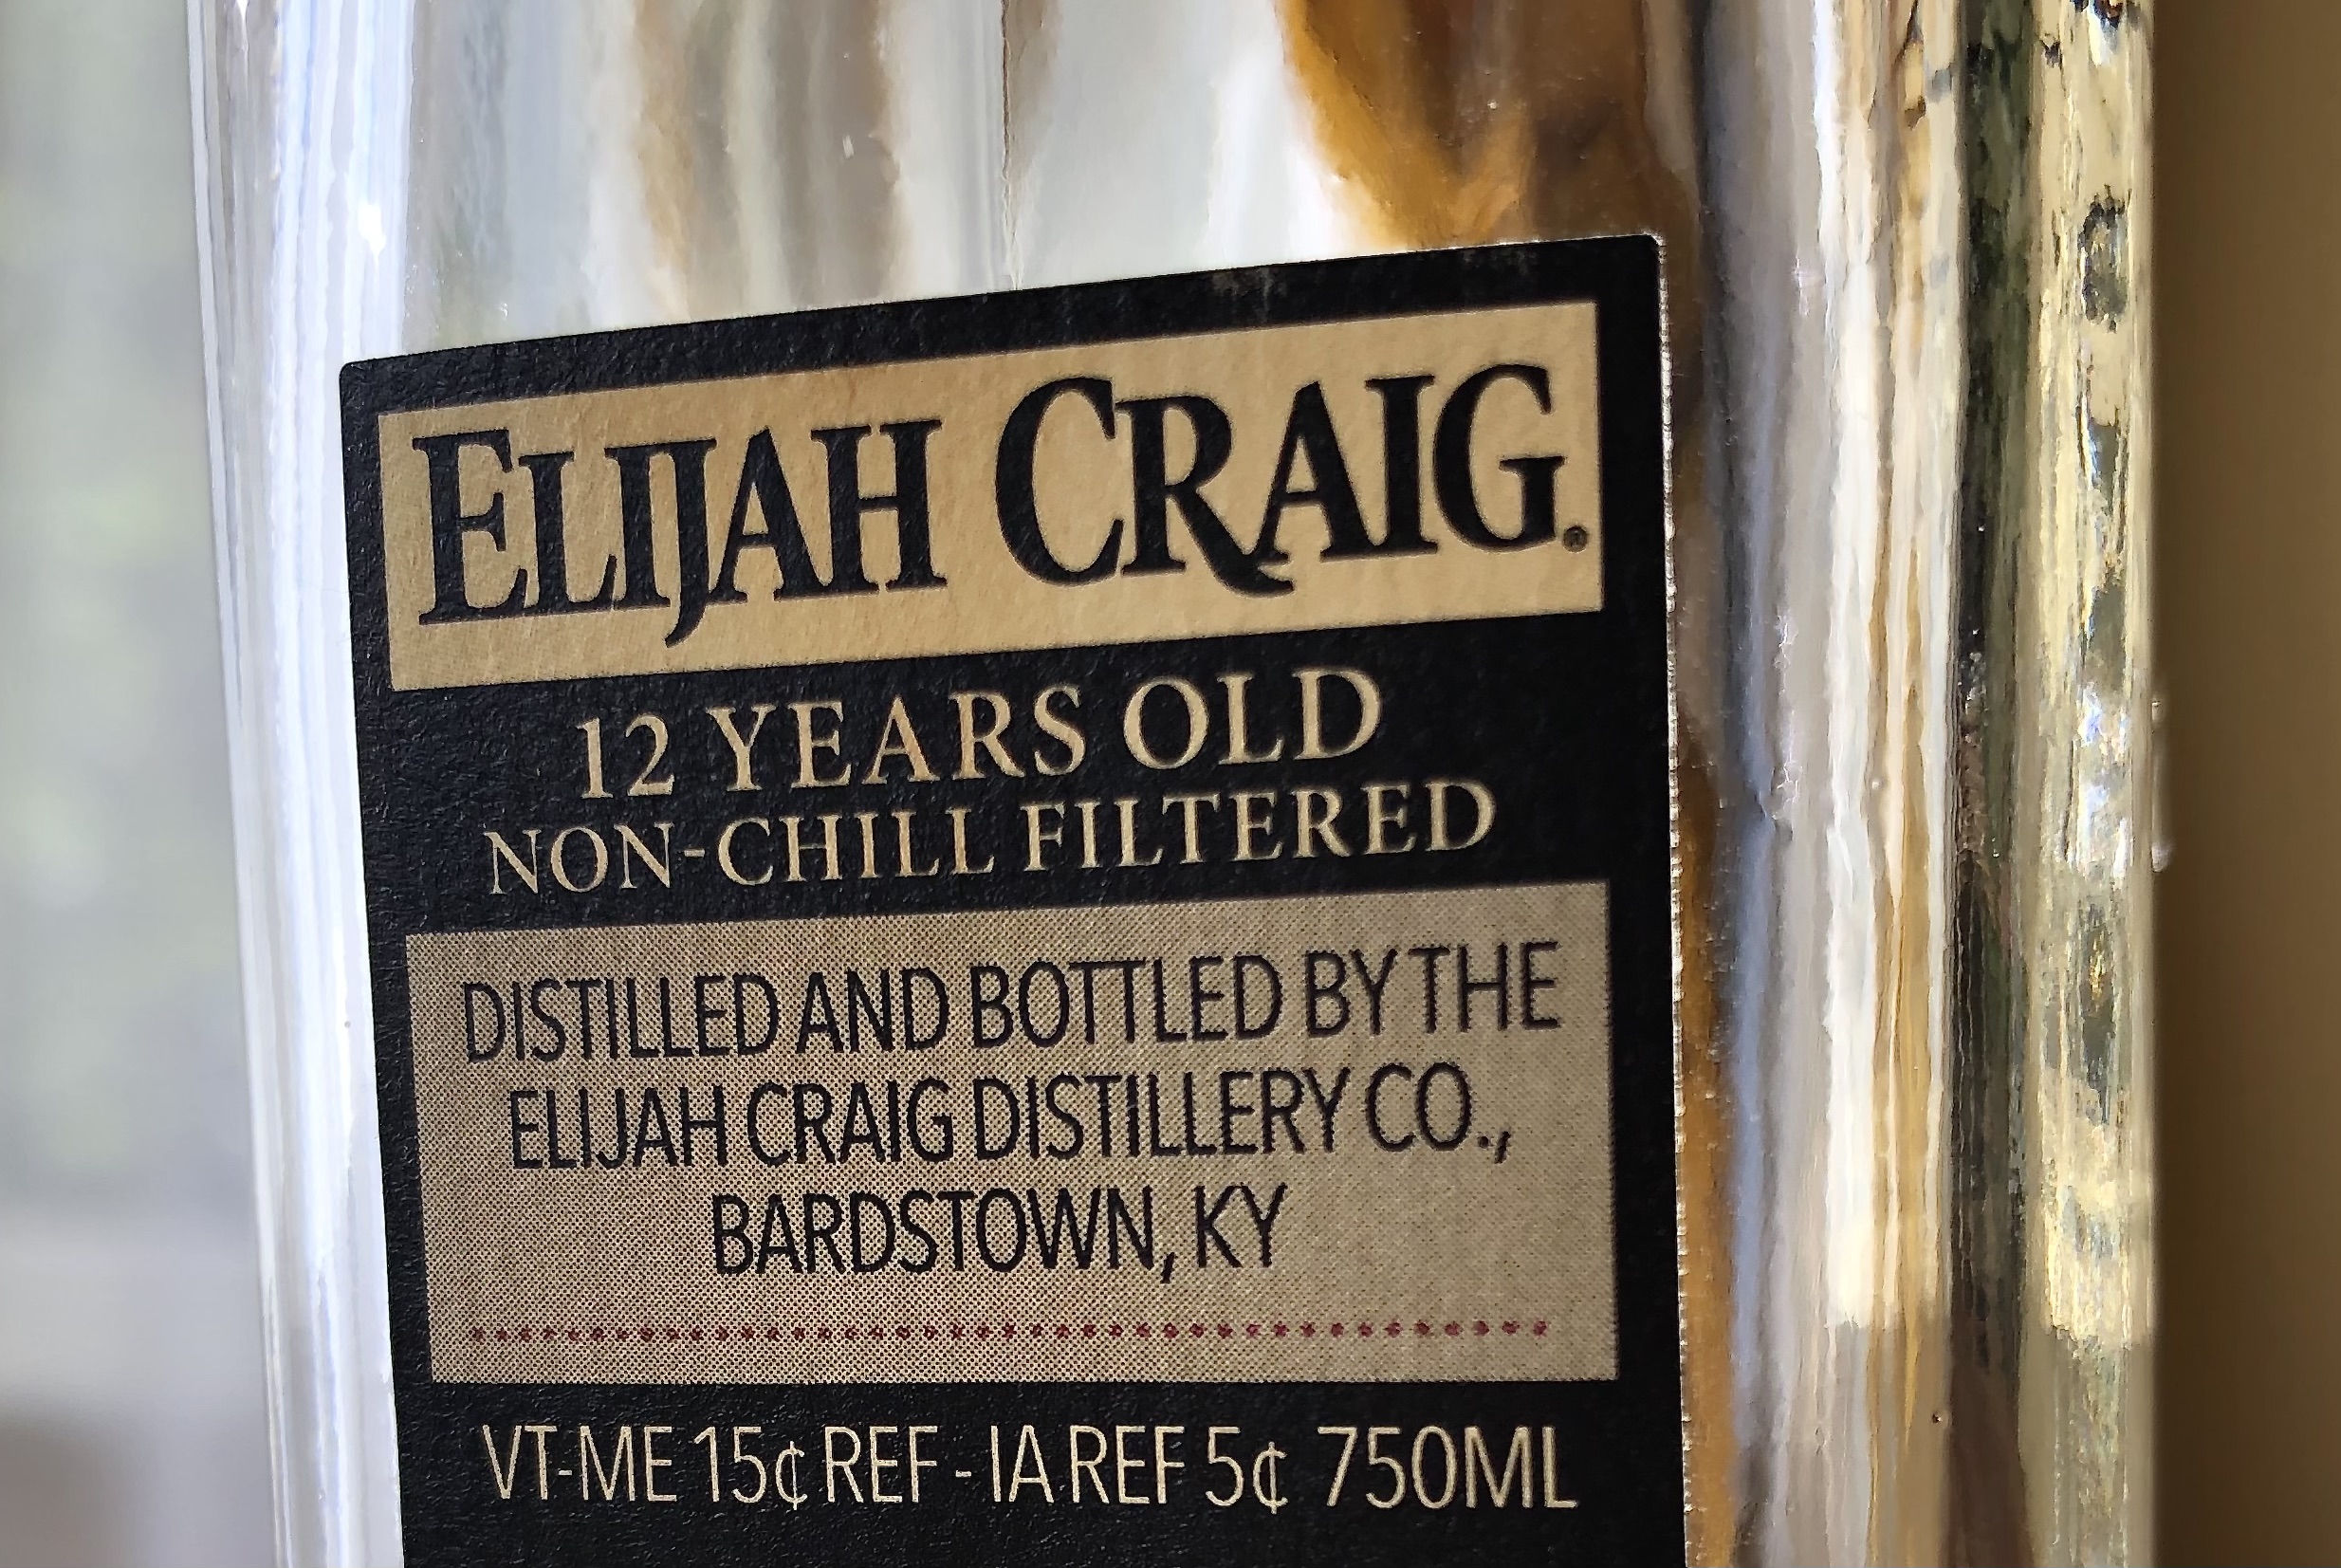 ELIJAH CRAIG®
12 YEARS OLD
NON-CHILL FILTERED
DISTILLED AND BOTTLED BY THE
ELIJAH CRAIG DISTILLERY CO.,
BARDSTOWN, KY
VT-ME 15¢ REF - IA REF 5¢ 750ML